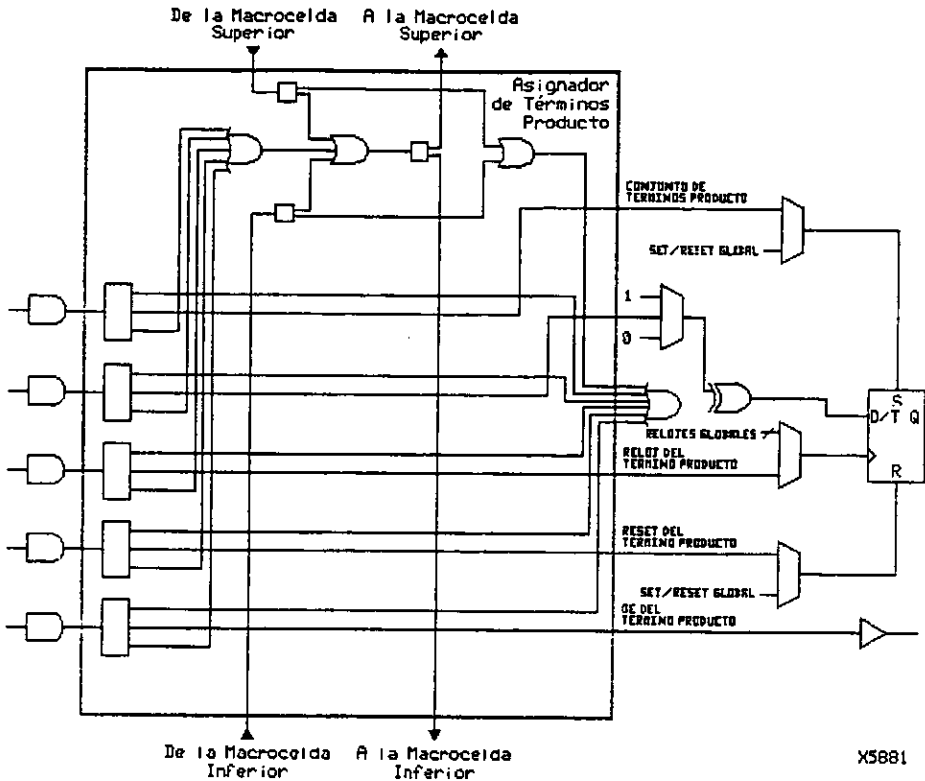 De la Macrocelda
Superior
A la Macrocelda
Superior
Asignador
de Términos
Producto
CONJUNTO DE
TERMINOS PRODUCTO
SET/RESET GLOBAL
1
0
S
D/T Q
R
RELOTES GLOBALES
RELOJ DEL
TERMINO PRODUCTO
RESET DEL
TERMINO PRODUCTO
SET/RESET GLOBAL
OE DEL
TERMINO PRODUCTO
De la Macrocelda
Inferior
A la Macrocelda
Inferior
X5881